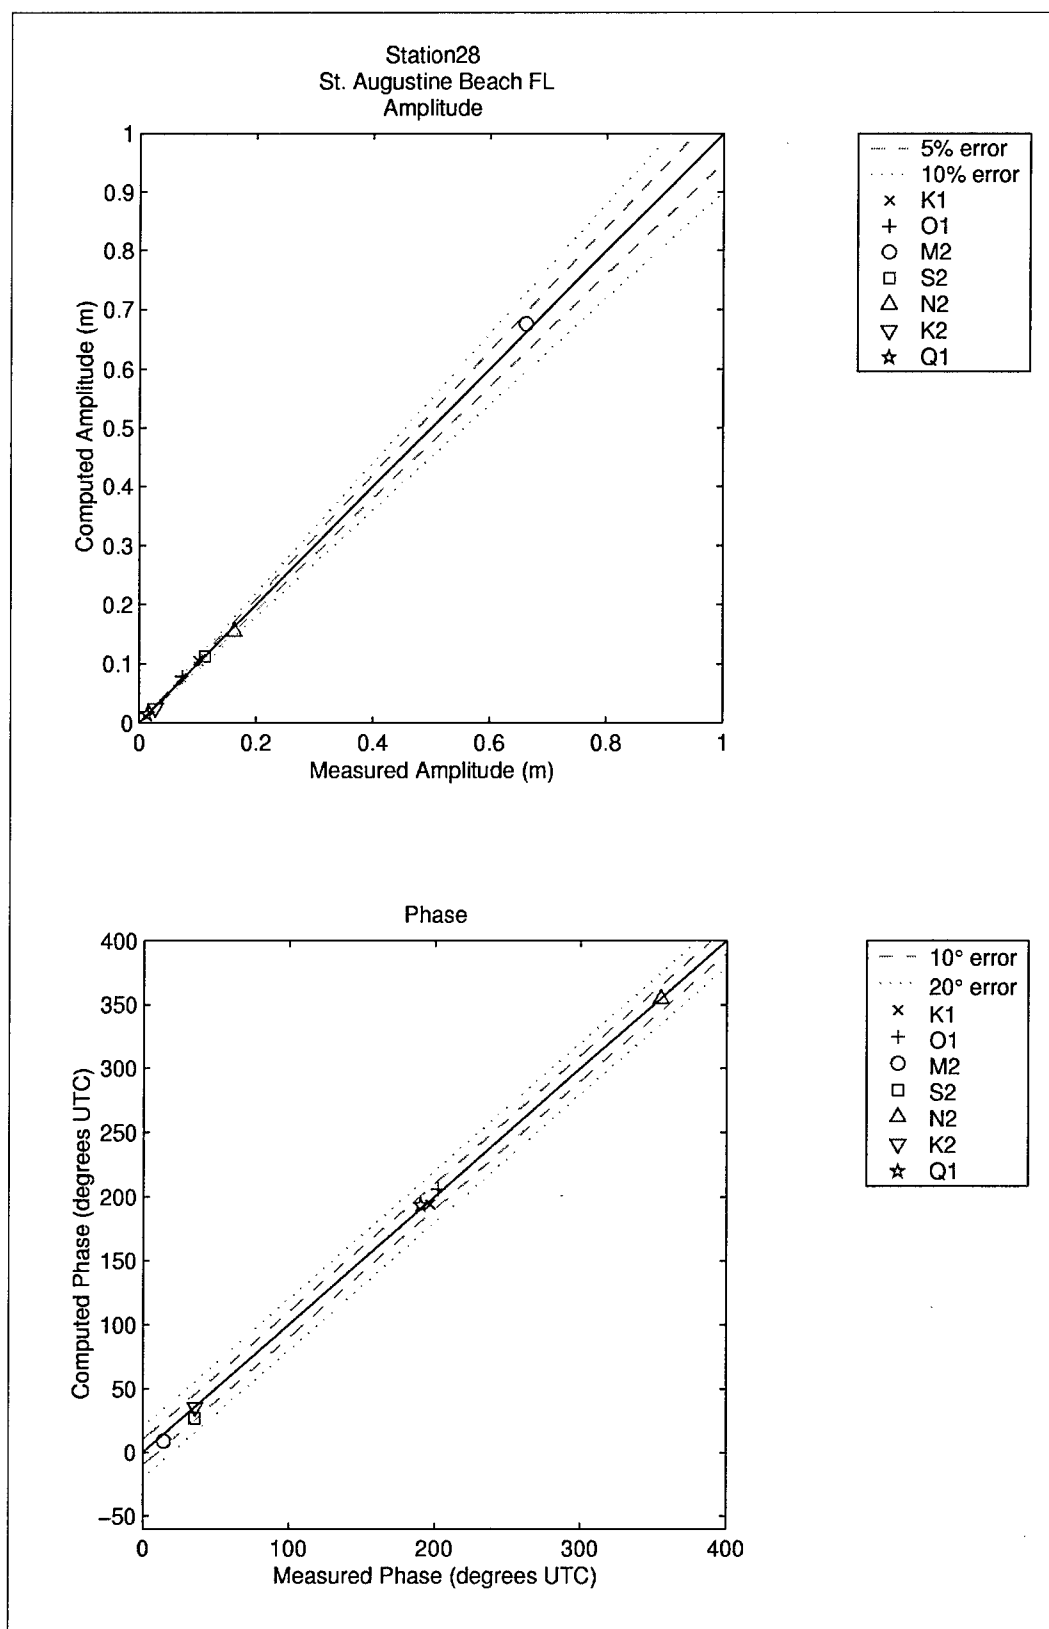 Station28
St. Augustine Beach FL
Amplitude
1
0.9
0.8
0.7
0.6
0.5
0.4
0.3
0.2
0.1
0
0
0.2
0.4
0.6
0.8
1
Computed Amplitude (m)
Measured Amplitude (m)
5% error
10% error
K1
O1
M2
S2
N2
K2
Q1
Phase
400
350
300
250
200
150
100
50
0
−50
0
100
200
300
400
Computed Phase (degrees UTC)
Measured Phase (degrees UTC)
10° error
20° error
K1
O1
M2
S2
N2
K2
Q1